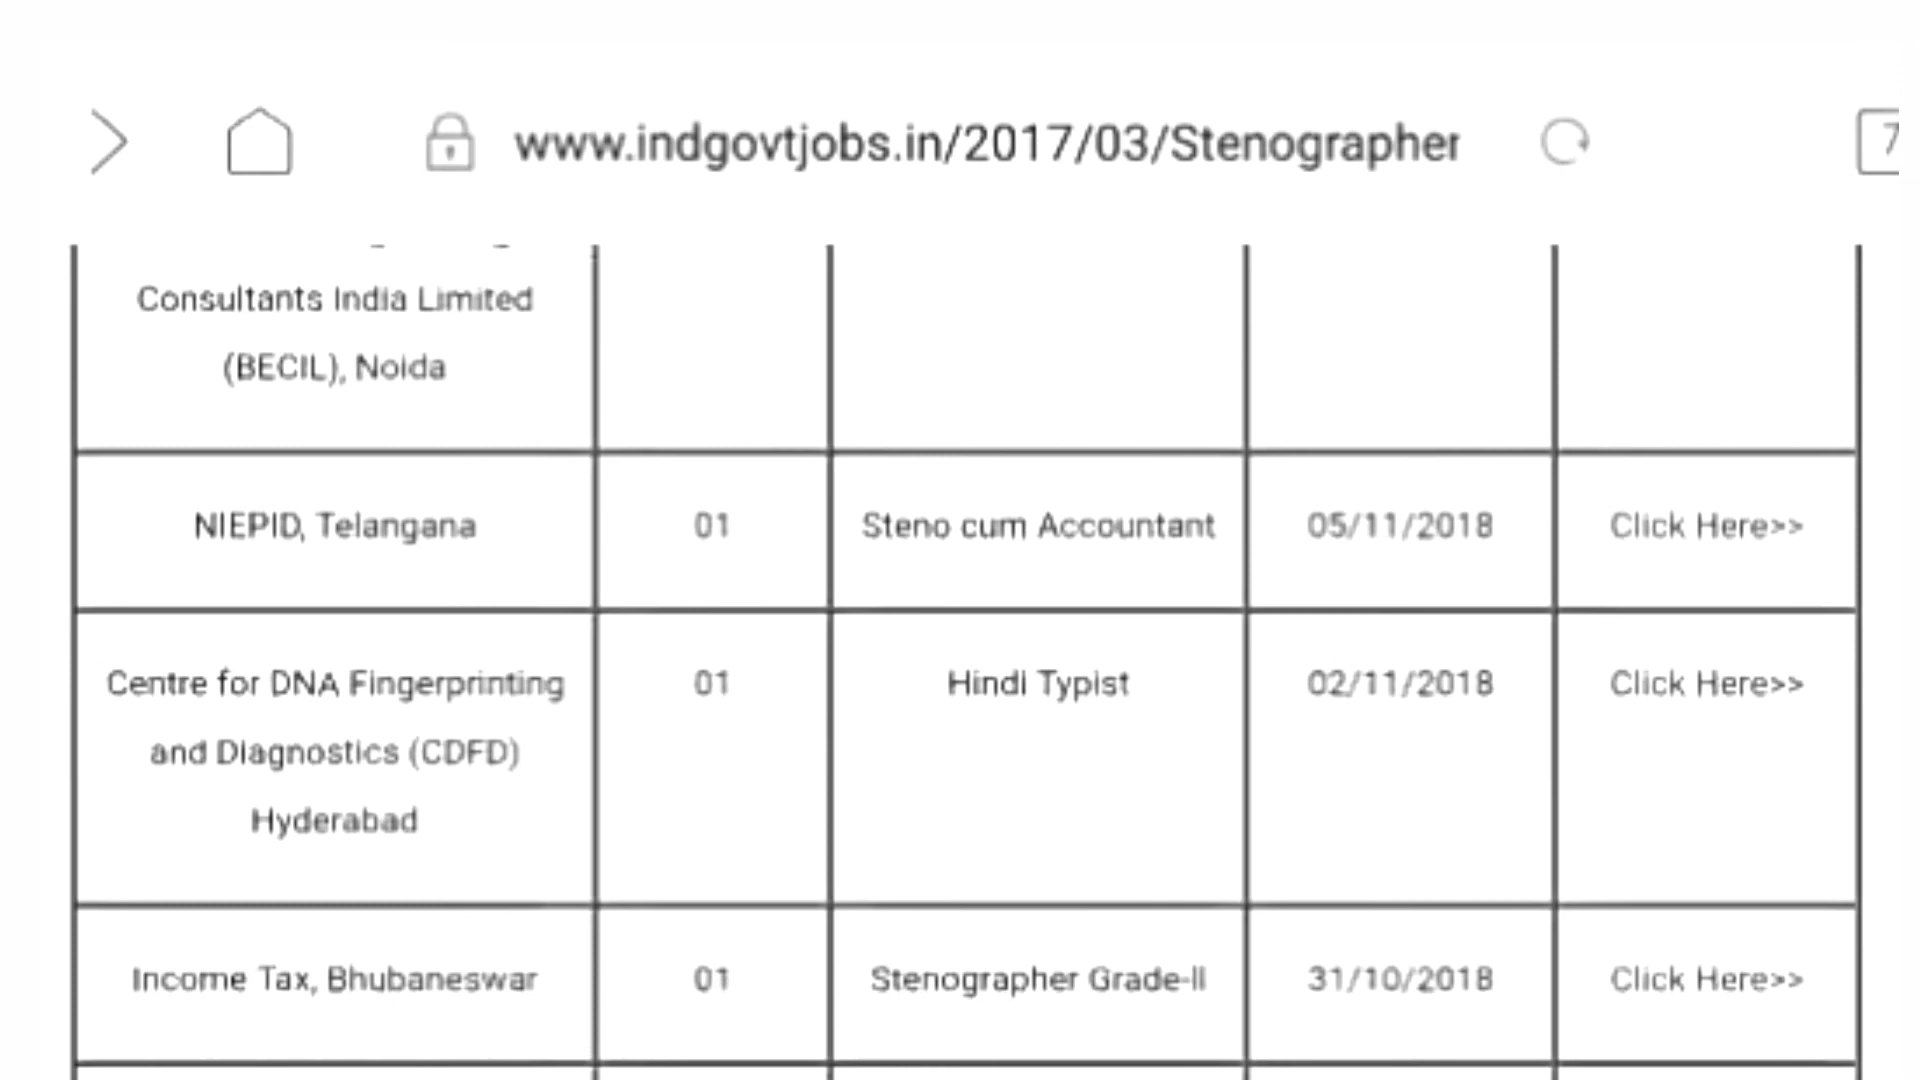 www.indgovtjobs.in/2017/03/Stenographer
7
Consultants India Limited
(BECIL), Noida
NIEPID, Telangana 01 Steno cum Accountant 05/11/2018 Click Here>>
Centre for DNA Fingerprinting 01 Hindi Typist 02/11/2018 Click Here>>
and Diagnostics (CDFD)
Hyderabad
Income Tax, Bhubaneswar 01 Stenographer Grade-II 31/10/2018 Click Here>>